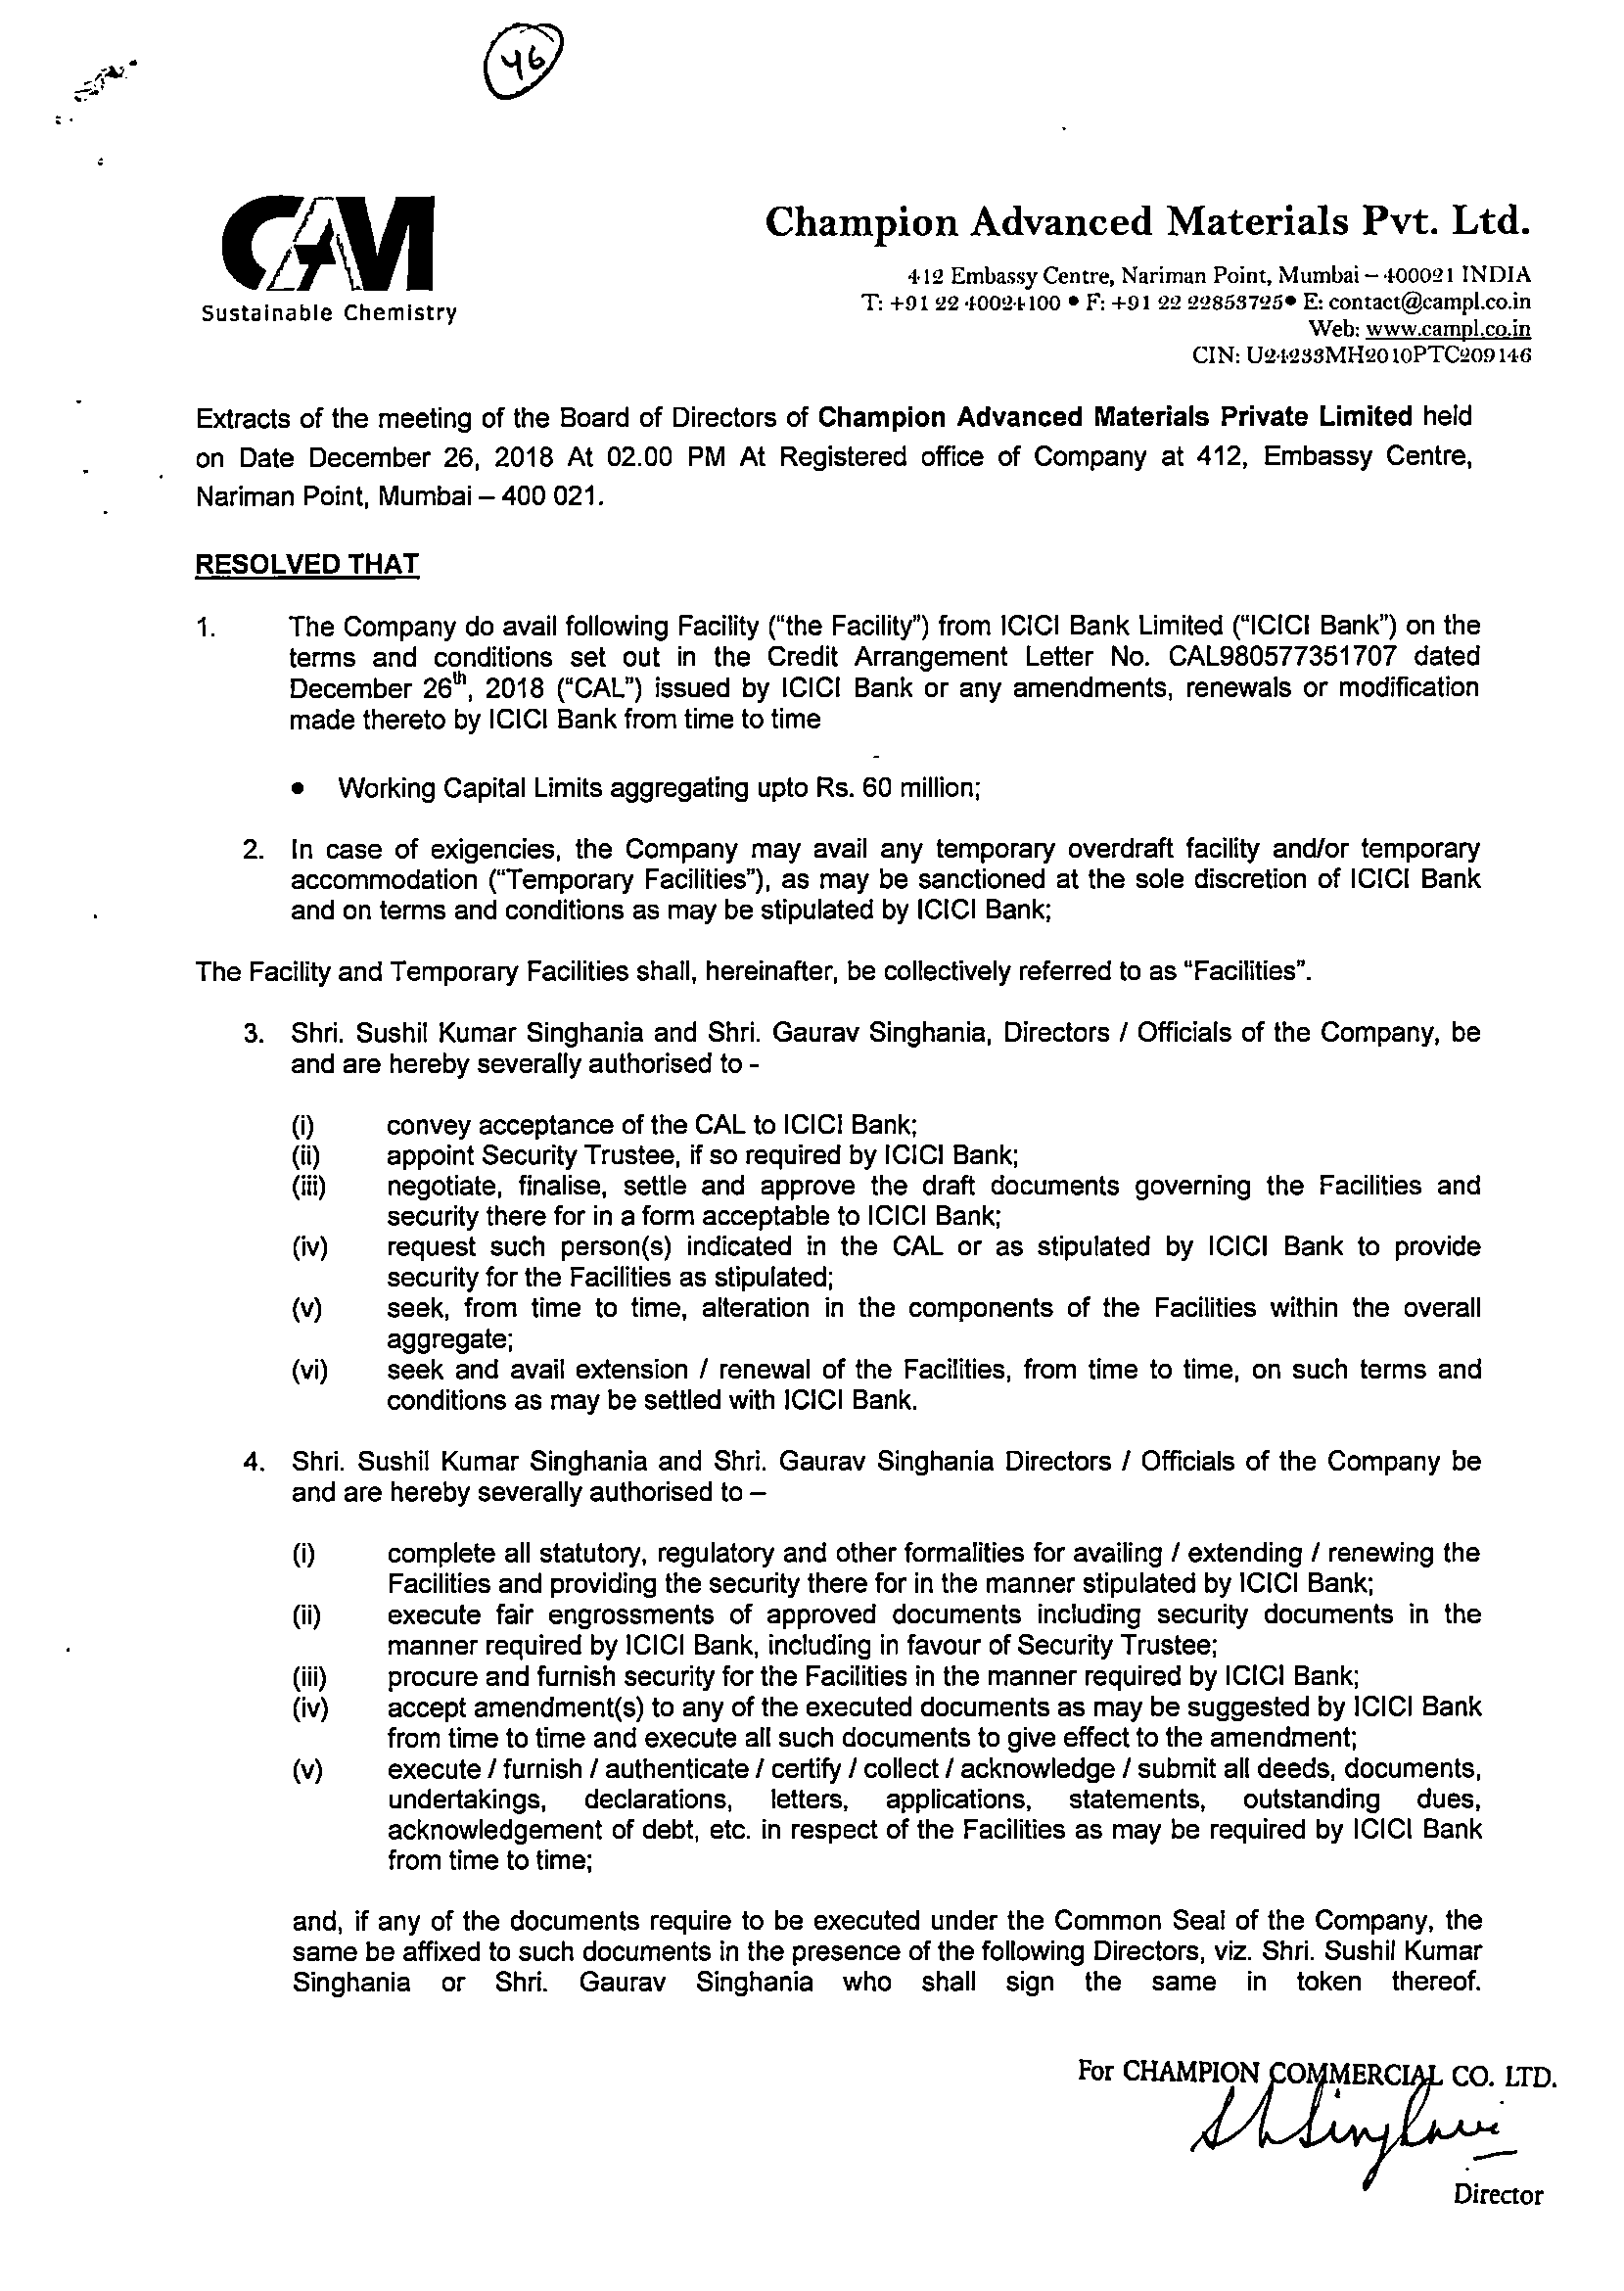 46
CAM
Sustainable Chemistry
Champion Advanced Materials Pvt. Ltd.
412 Embassy Centre, Nariman Point, Mumbai – 400021 INDIA
T: +91 22 40024100 • F: +91 22 22853725• E: contact@campl.co.in
Web: www.campl.co.in
CIN: U24233MH2010PTC209146
Extracts of the meeting of the Board of Directors of Champion Advanced Materials Private Limited held
on Date December 26, 2018 At 02.00 PM At Registered office of Company at 412, Embassy Centre,
Nariman Point, Mumbai – 400 021.
RESOLVED THAT
1. The Company do avail following Facility ("the Facility") from ICICI Bank Limited ("ICICI Bank") on the
terms and conditions set out in the Credit Arrangement Letter No. CAL980577351707 dated
December 26th, 2018 ("CAL") issued by ICICI Bank or any amendments, renewals or modification
made thereto by ICICI Bank from time to time
• Working Capital Limits aggregating upto Rs. 60 million;
2. In case of exigencies, the Company may avail any temporary overdraft facility and/or temporary
accommodation ("Temporary Facilities"), as may be sanctioned at the sole discretion of ICICI Bank
and on terms and conditions as may be stipulated by ICICI Bank;
The Facility and Temporary Facilities shall, hereinafter, be collectively referred to as "Facilities".
3. Shri. Sushil Kumar Singhania and Shri. Gaurav Singhania, Directors / Officials of the Company, be
and are hereby severally authorised to -
(i) convey acceptance of the CAL to ICICI Bank;
(ii) appoint Security Trustee, if so required by ICICI Bank;
(iii) negotiate, finalise, settle and approve the draft documents governing the Facilities and
security there for in a form acceptable to ICICI Bank;
(iv) request such person(s) indicated in the CAL or as stipulated by ICICI Bank to provide
security for the Facilities as stipulated;
(v) seek, from time to time, alteration in the components of the Facilities within the overall
aggregate;
(vi) seek and avail extension / renewal of the Facilities, from time to time, on such terms and
conditions as may be settled with ICICI Bank.
4. Shri. Sushil Kumar Singhania and Shri. Gaurav Singhania Directors / Officials of the Company be
and are hereby severally authorised to –
(i) complete all statutory, regulatory and other formalities for availing / extending / renewing the
Facilities and providing the security there for in the manner stipulated by ICICI Bank;
(ii) execute fair engrossments of approved documents including security documents in the
manner required by ICICI Bank, including in favour of Security Trustee;
(iii) procure and furnish security for the Facilities in the manner required by ICICI Bank;
(iv) accept amendment(s) to any of the executed documents as may be suggested by ICICI Bank
from time to time and execute all such documents to give effect to the amendment;
(v) execute / furnish / authenticate / certify / collect / acknowledge / submit all deeds, documents,
undertakings, declarations, letters, applications, statements, outstanding dues,
acknowledgement of debt, etc. in respect of the Facilities as may be required by ICICI Bank
from time to time;
and, if any of the documents require to be executed under the Common Seal of the Company, the
same be affixed to such documents in the presence of the following Directors, viz. Shri. Sushil Kumar
Singhania or Shri. Gaurav Singhania who shall sign the same in token thereof.
For CHAMPION COMMERCIAL CO. LTD.
Director